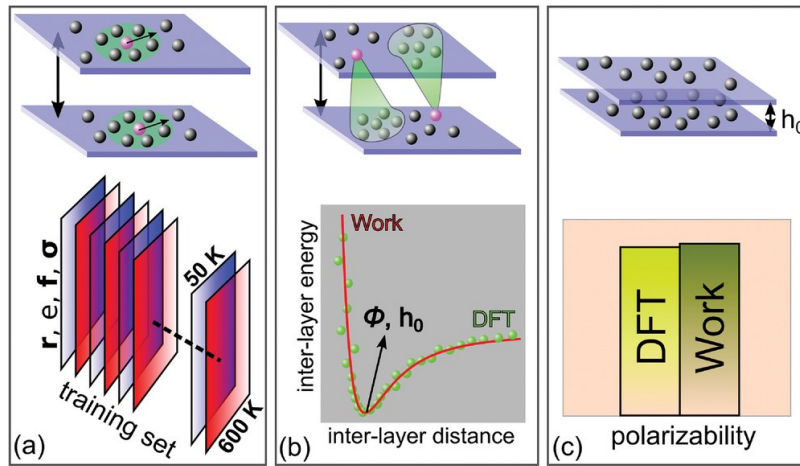 r, e, f, σ
training set
50 K
600 K
(a)
inter-layer energy
Work
Φ, h₀
DFT
inter-layer distance
(b)
h₀
DFT
Work
polarizability
(c)